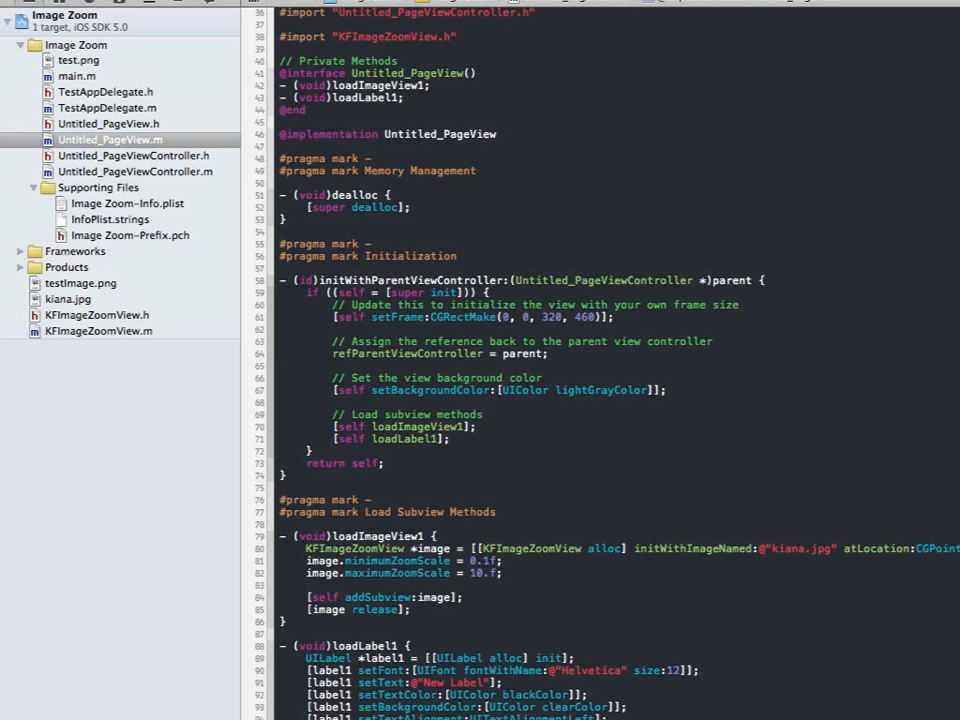 Image Zoom
1 target, iOS SDK 5.0
Image Zoom
test.png
main.m
TestAppDelegate.h
TestAppDelegate.m
Untitled_PageView.h
Untitled_PageView.m
Untitled_PageViewController.h
Untitled_PageViewController.m
Supporting Files
Image Zoom-Info.plist
InfoPlist.strings
Image Zoom-Prefix.pch
Frameworks
Products
testImage.png
kiana.jpg
KFImageZoomView.h
KFImageZoomView.m
36 #import "Untitled_PageViewController.h"
37
38 #import "KFImageZoomView.h"
39
40 // Private Methods
41 @interface Untitled_PageView()
42 - (void)loadImageView1;
43 - (void)loadLabel1;
44 @end
45
46 @implementation Untitled_PageView
47
48 #pragma mark -
49 #pragma mark Memory Management
50
51 - (void)dealloc {
52 [super dealloc];
53 }
54
55 #pragma mark -
56 #pragma mark Initialization
57
58 - (id)initWithParentViewController:(Untitled_PageViewController *)parent {
59 if ((self = [super init])) {
60 // Update this to initialize the view with your own frame size
61 [self setFrame:CGRectMake(0, 0, 320, 460)];
62
63 // Assign the reference back to the parent view controller
64 refParentViewController = parent;
65
66 // Set the view background color
67 [self setBackgroundColor:[UIColor lightGrayColor]];
68
69 // Load subview methods
70 [self loadImageView1];
71 [self loadLabel1];
72 }
73 return self;
74 }
75
76 #pragma mark -
77 #pragma mark Load Subview Methods
78
79 - (void)loadImageView1 {
80 KFImageZoomView *image = [[KFImageZoomView alloc] initWithImageNamed:@"kiana.jpg" atLocation:CGPoint
81 image.minimumZoomScale = 0.1f;
82 image.maximumZoomScale = 10.f;
83
84 [self addSubview:image];
85 [image release];
86 }
87
88 - (void)loadLabel1 {
89 UILabel *label1 = [[UILabel alloc] init];
90 [label1 setFont:[UIFont fontWithName:@"Helvetica" size:12]];
91 [label1 setText:@"New Label"];
92 [label1 setTextColor:[UIColor blackColor]];
93 [label1 setBackgroundColor:[UIColor clearColor]];
94 [label1 setTextAlignment:UITextAlignmentLeft];